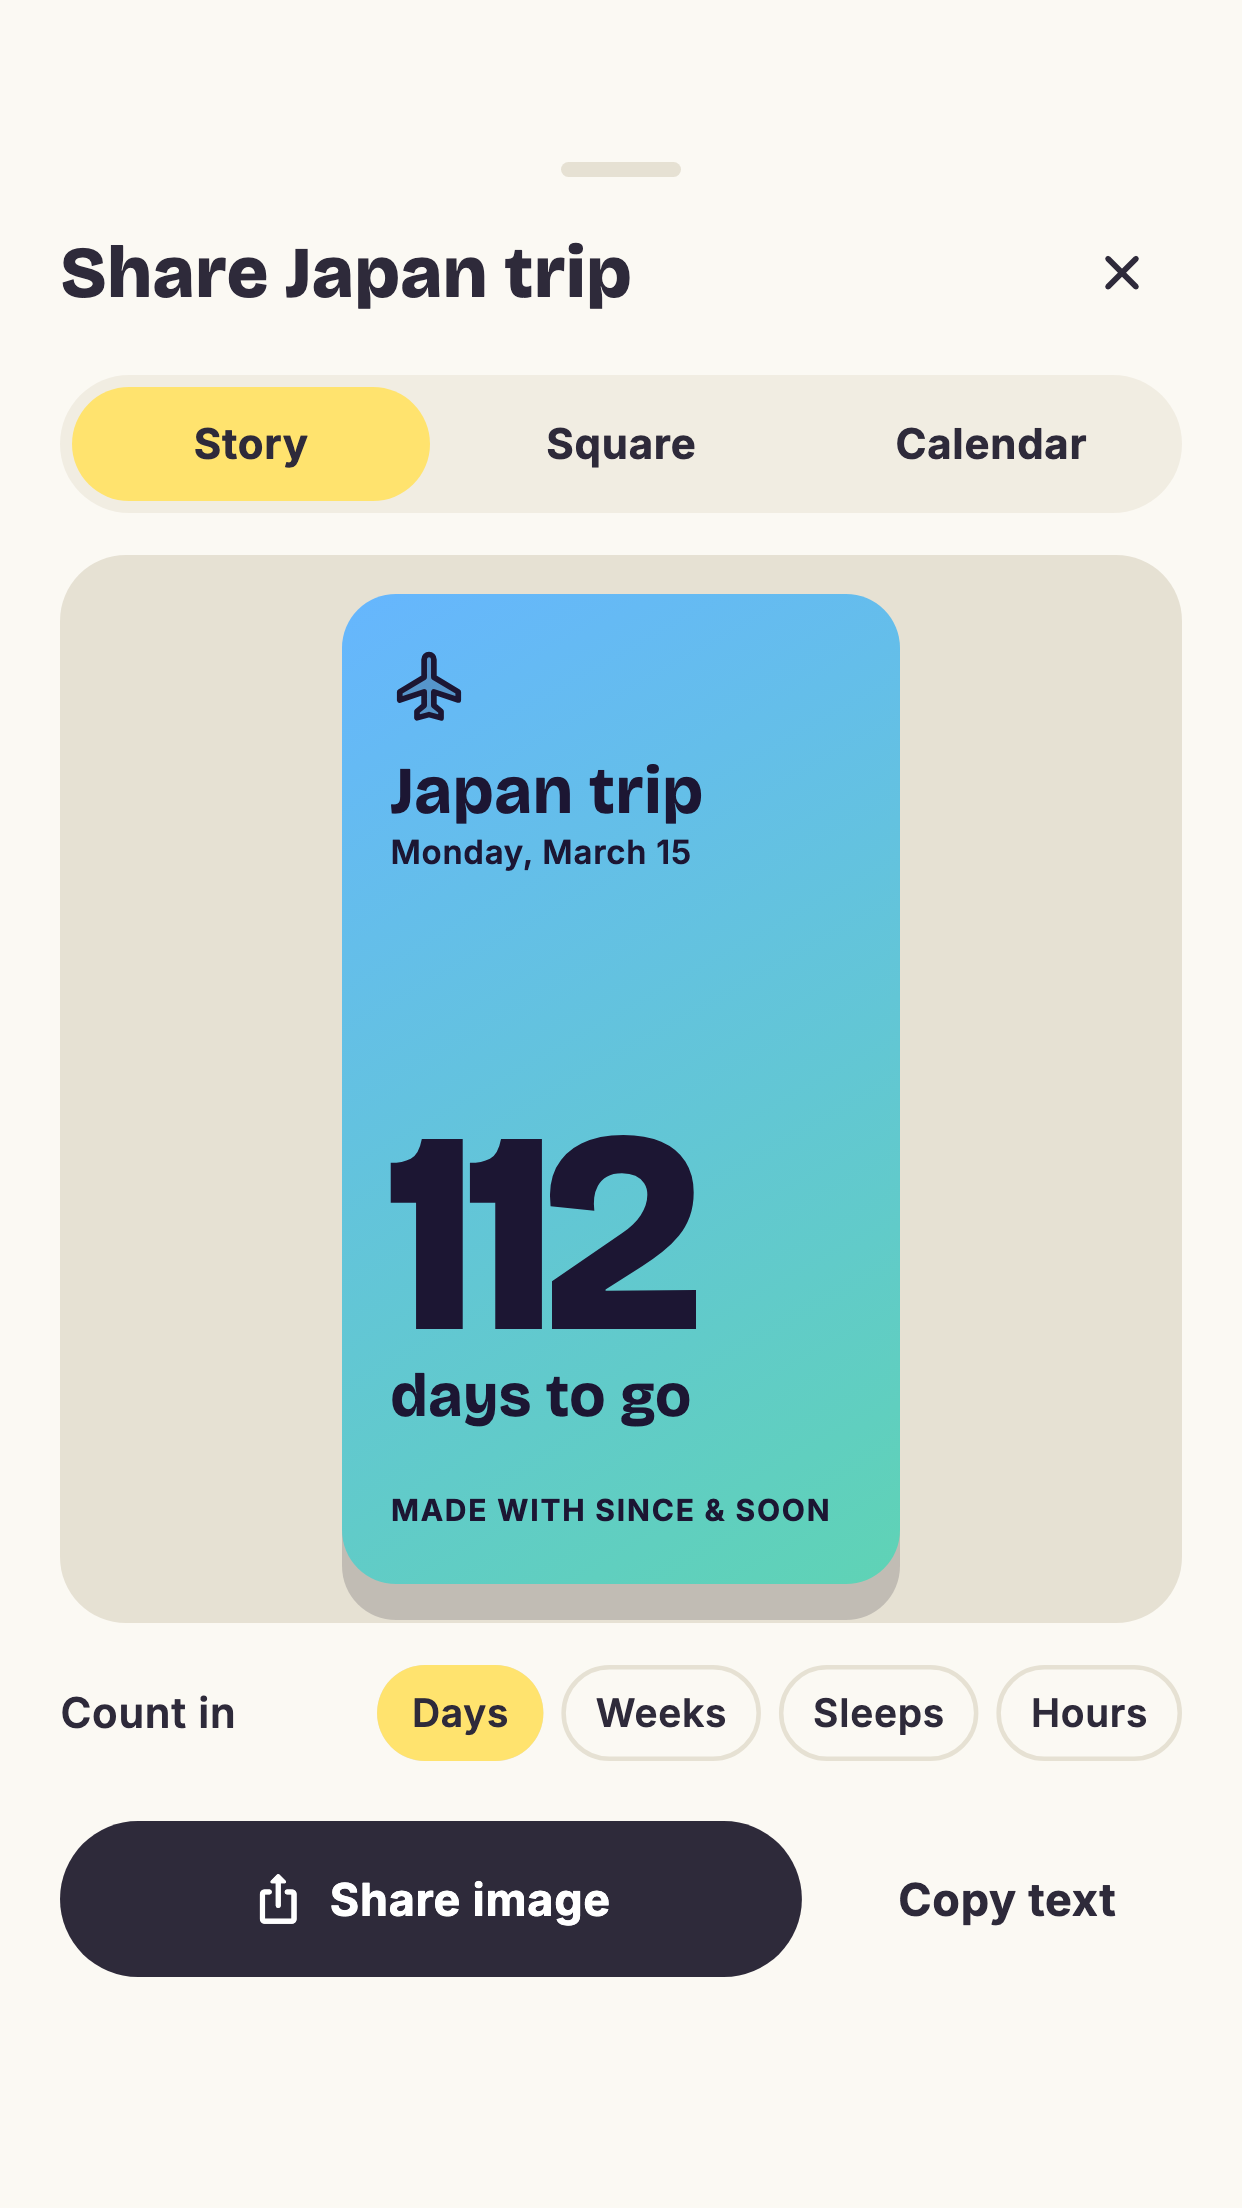 Share Japan trip
Story
Square
Calendar
Japan trip
Monday, March 15
112
days to go
MADE WITH SINCE & SOON
Count in
Days
Weeks
Sleeps
Hours
Share image
Copy text